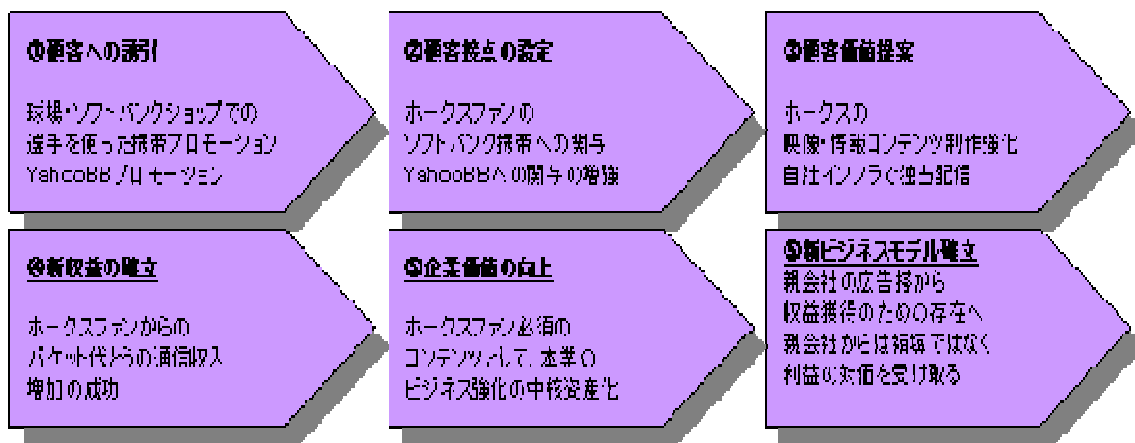 ①顧客への誘引
球場・ソフトバンクショップでの
選手を使った携帯プロモーション
YahooBBプロモーション
②顧客接点の設定
ホークスファンの
ソフトバンク携帯への関与
YahooBBへの関与の増強
③顧客価値提案
ホークスの
映像・情報コンテンツ制作強化
自社インフラで独占配信
④新収益の確立
ホークスファンからの
パケット代などの通信収入
増加の成功
⑤企業価値の向上
ホークスファン必須の
コンテンツとして、本業の
ビジネス強化の中核資産化
新ビジネスモデル確立
親会社の広告塔から
収益獲得のための存在へ
親会社からは補填ではなく
利益の対価を受け取る